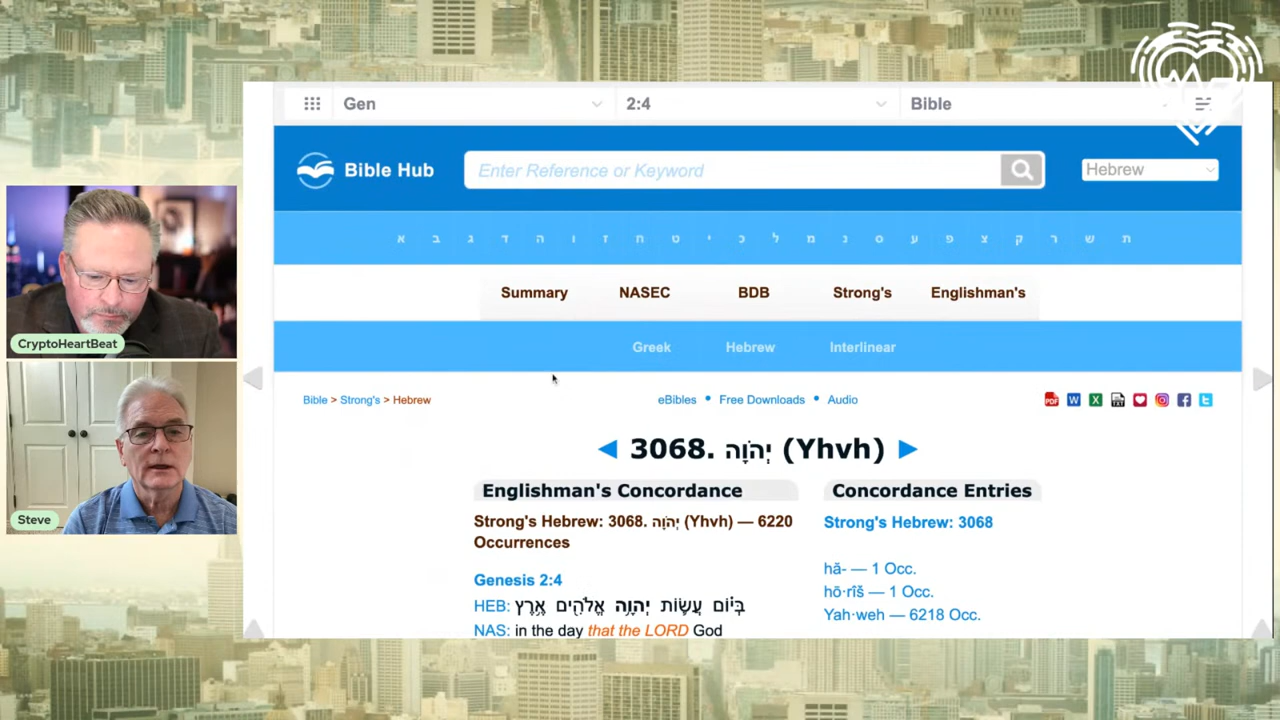 Gen 2:4 Bible
Bible Hub Enter Reference or Keyword Hebrew
א ב ג ד ה ו ז ח ט י כ ל מ נ ס ע פ צ ק ר ש ת
Summary NASEC BDB Strong's Englishman's
Greek Hebrew Interlinear
Bible > Strong's > Hebrew
eBibles • Free Downloads • Audio
3068. יְהֹוָה (Yhvh)
Englishman's Concordance
Strong's Hebrew: 3068. יְהֹוָה (Yhvh) — 6220
Occurrences
Genesis 2:4
HEB: בְּי֗וֹם עֲשׂ֛וֹת יְהוָ֥ה אֱלֹהִ֖ים אֶ֥רֶץ
NAS: in the day that the LORD God
Concordance Entries
Strong's Hebrew: 3068
hă- — 1 Occ.
hō·rîš — 1 Occ.
Yah·weh — 6218 Occ.
CryptoHeartBeat
Steve